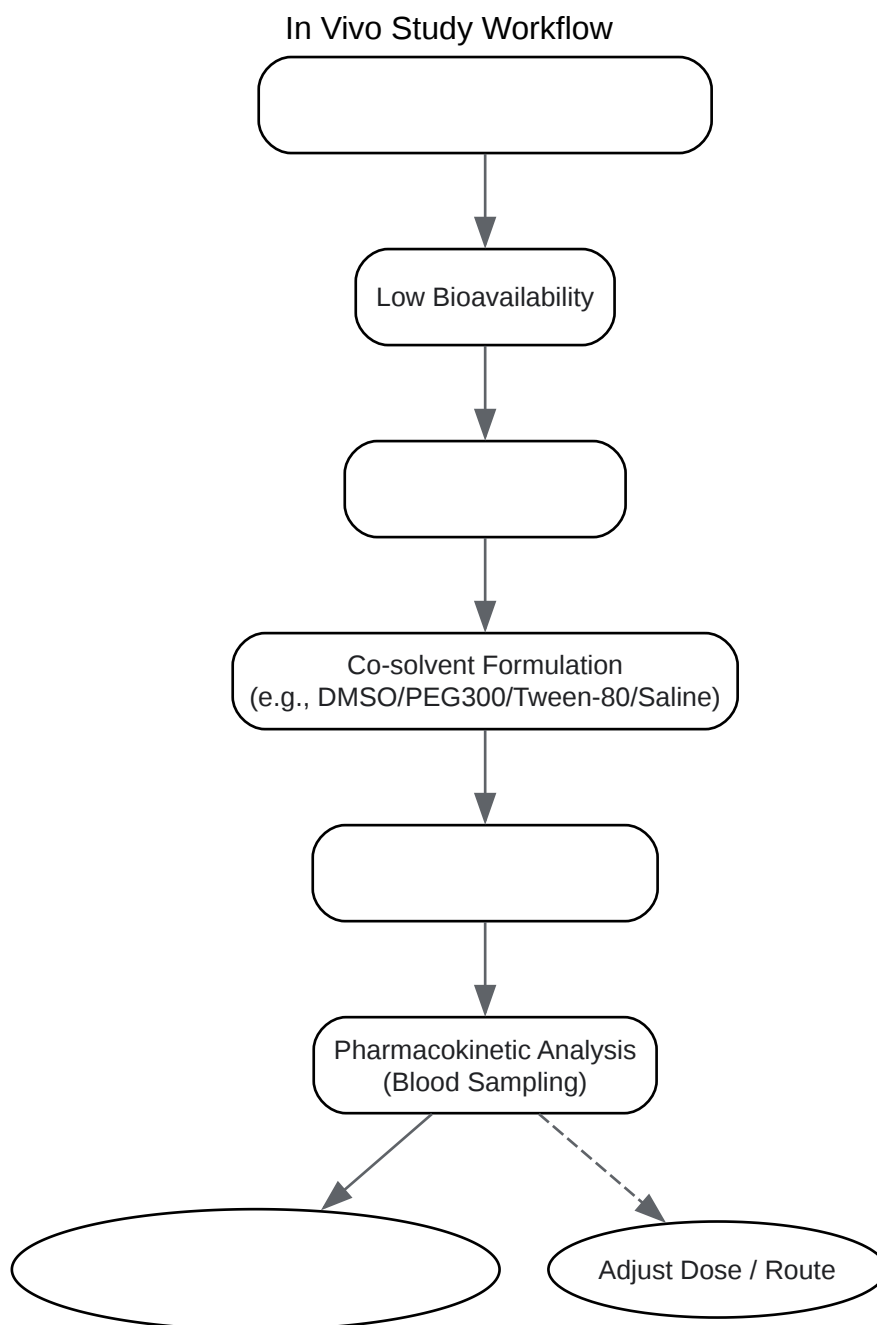 In Vivo Study Workflow
Low Bioavailability
Co-solvent Formulation
(e.g., DMSO/PEG300/Tween-80/Saline)
Pharmacokinetic Analysis
(Blood Sampling)
Adjust Dose / Route